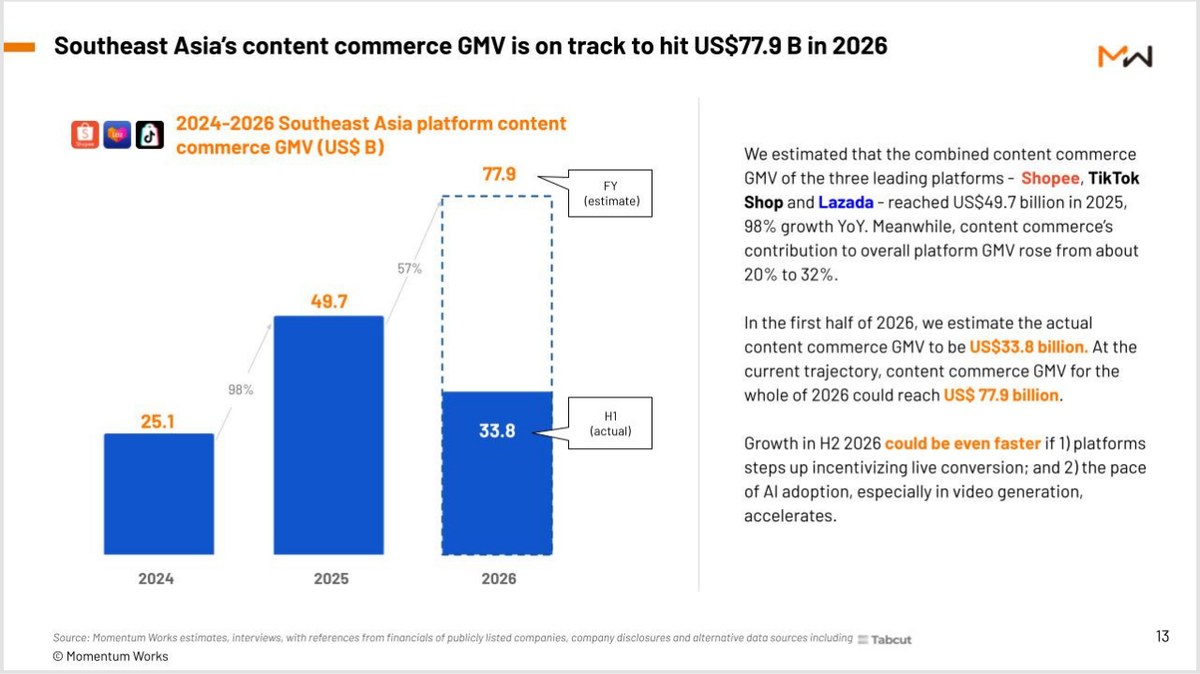 Southeast Asia's content commerce GMV is on track to hit US$77.9 B in 2026
MW
2024-2026 Southeast Asia platform content
commerce GMV (US$ B)
77.9
FY
(estimate)
57%
49.7
98%
25.1
33.8
H1
(actual)
2024
2025
2026
We estimated that the combined content commerce
GMV of the three leading platforms - Shopee, TikTok
Shop and Lazada - reached US$49.7 billion in 2025,
98% growth YoY. Meanwhile, content commerce's
contribution to overall platform GMV rose from about
20% to 32%.
In the first half of 2026, we estimate the actual
content commerce GMV to be US$33.8 billion. At the
current trajectory, content commerce GMV for the
whole of 2026 could reach US$ 77.9 billion.
Growth in H2 2026 could be even faster if 1) platforms
steps up incentivizing live conversion; and 2) the pace
of AI adoption, especially in video generation,
accelerates.
Source: Momentum Works estimates, interviews, with references from financials of publicly listed companies, company disclosures and alternative data sources including Tabcut
13
© Momentum Works